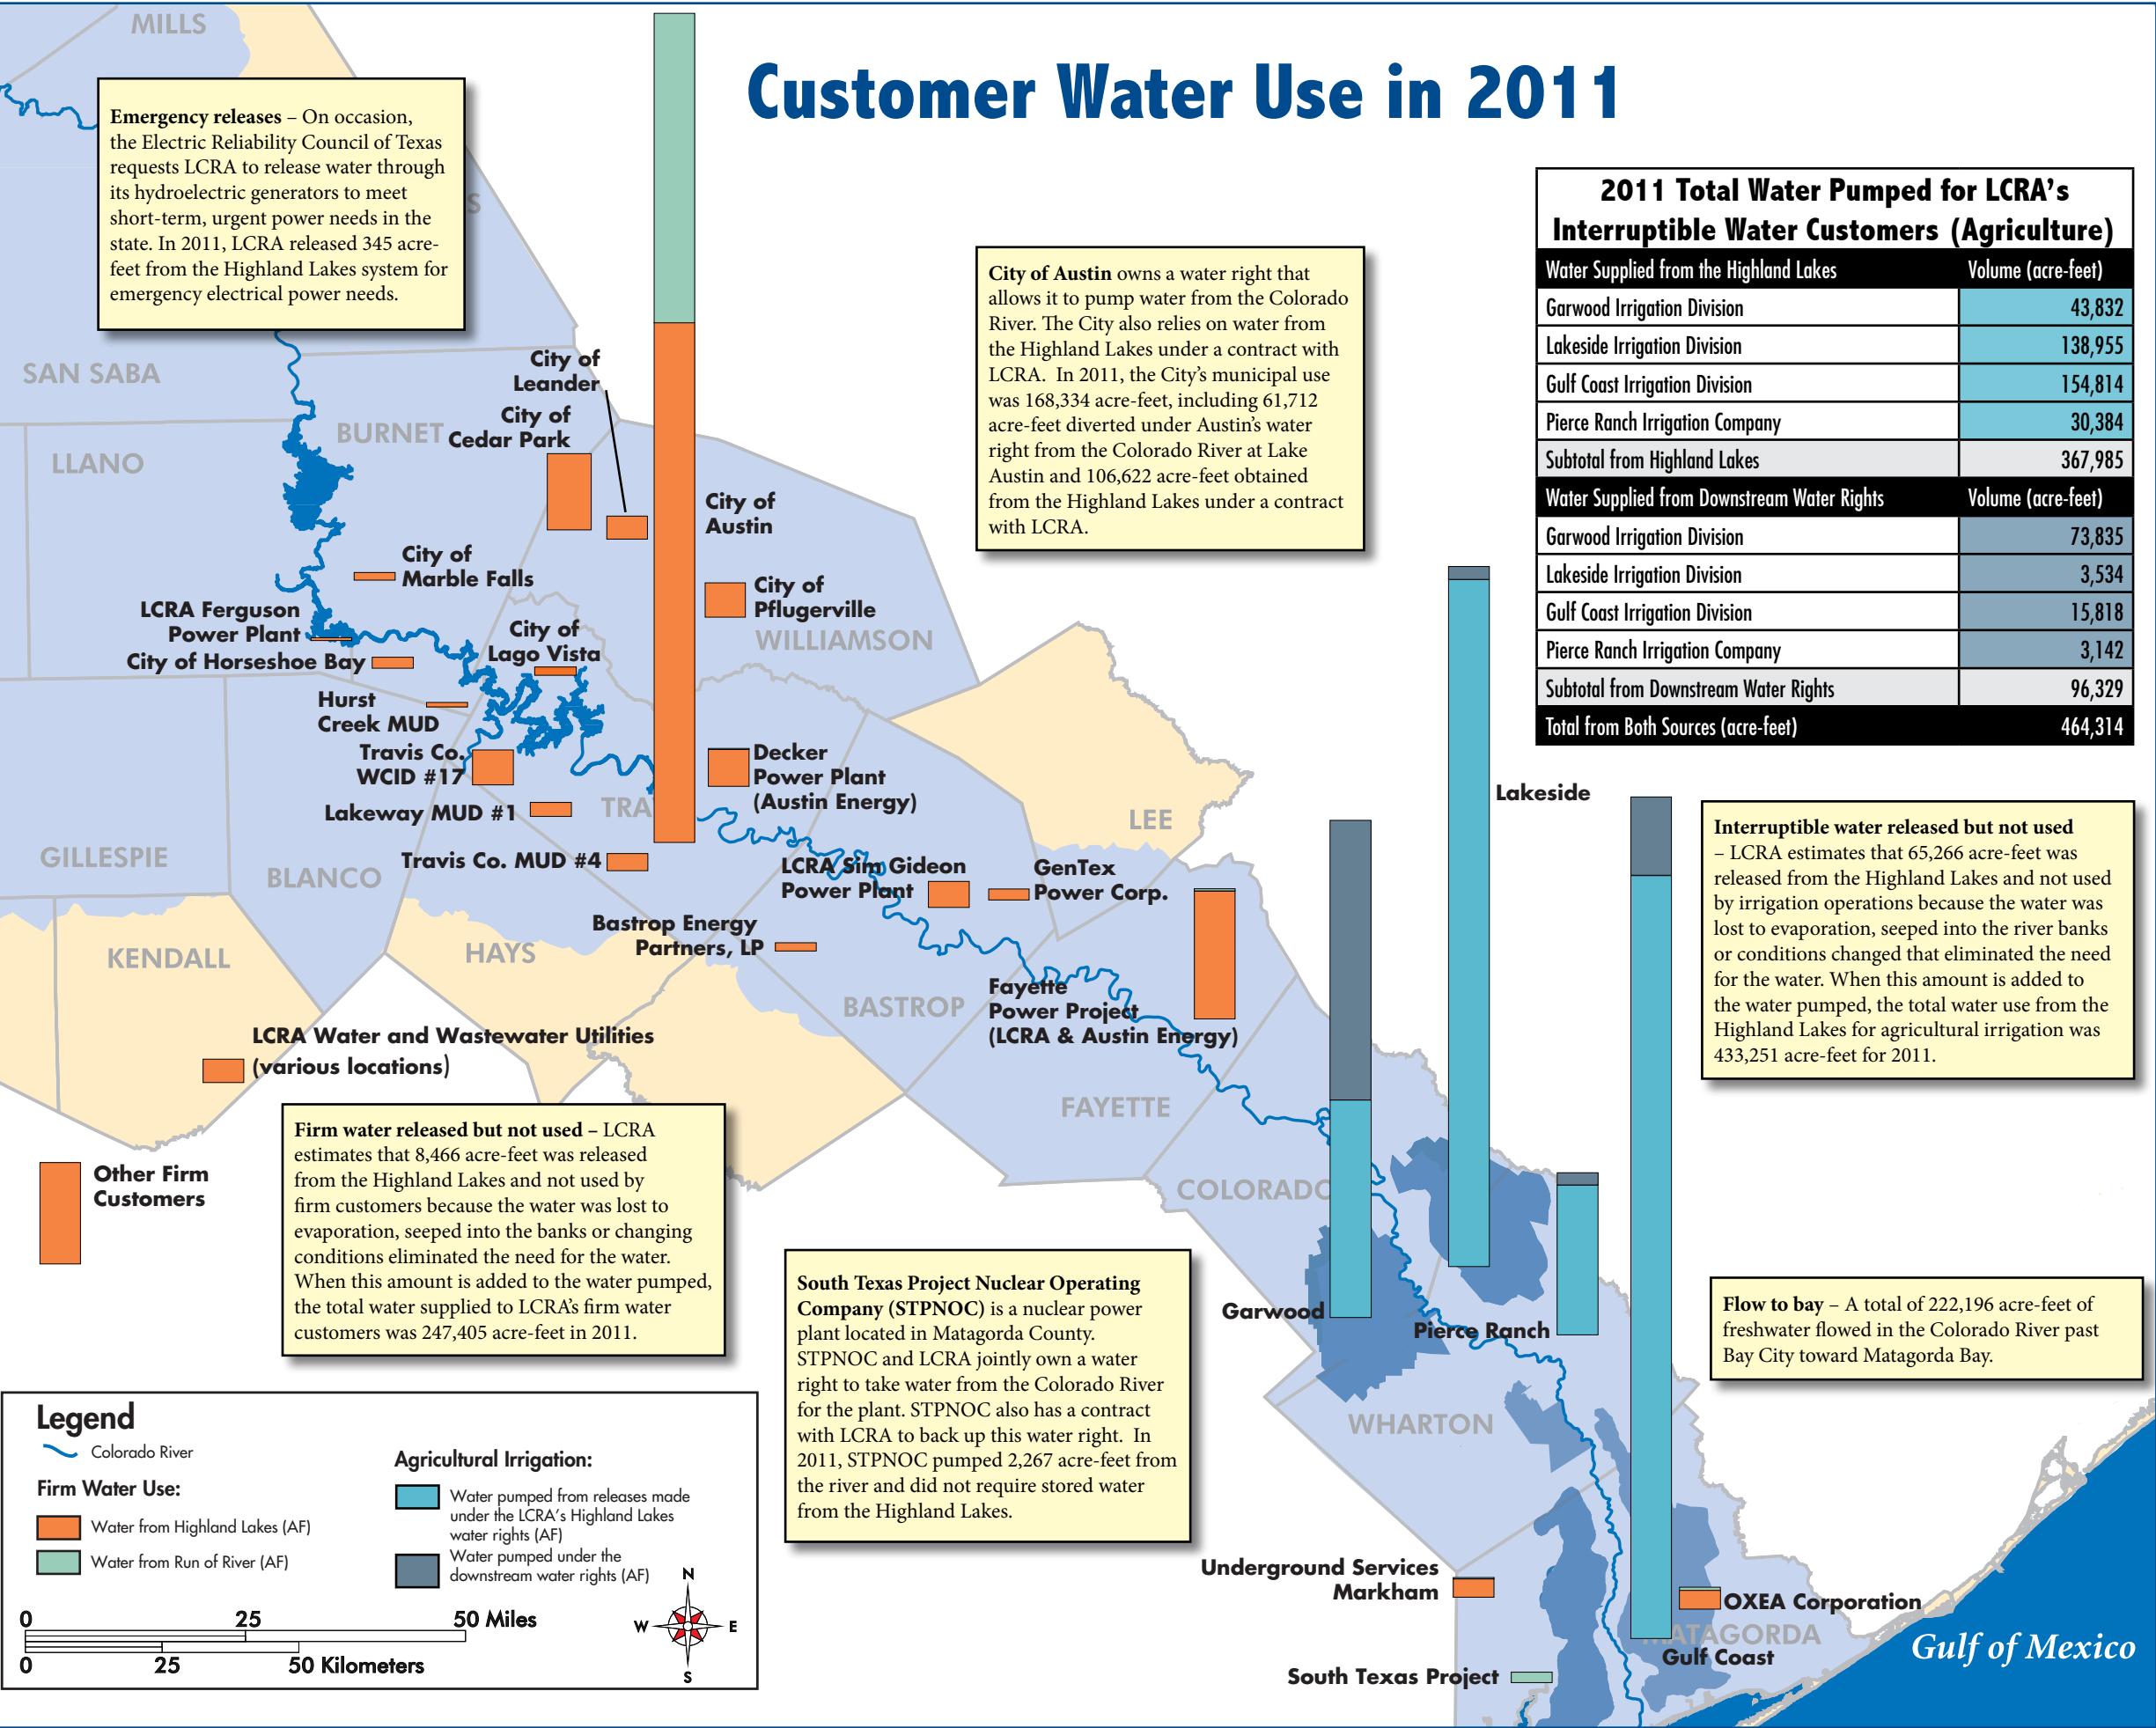 Customer Water Use in 2011
MILLS
Emergency releases – On occasion,
the Electric Reliability Council of Texas
requests LCRA to release water through
its hydroelectric generators to meet
short-term, urgent power needs in the
state. In 2011, LCRA released 345 acre-
feet from the Highland Lakes system for
emergency electrical power needs.
S
SAN SABA
LLANO
BURNET
City of
Leander
City of
Cedar Park
City of
Austin
City of
Marble Falls
City of
Pflugerville
WILLIAMSON
LCRA Ferguson
Power Plant
City of Horseshoe Bay
City of
Lago Vista
Hurst
Creek MUD
Travis Co.
WCID #17
Decker
Power Plant
(Austin Energy)
Lakeway MUD #1
TRA
Travis Co. MUD #4
GILLESPIE
BLANCO
LEE
LCRA Sim Gideon
Power Plant
GenTex
Power Corp.
Bastrop Energy
Partners, LP
KENDALL
HAYS
BASTROP
Fayette
Power Project
(LCRA & Austin Energy)
LCRA Water and Wastewater Utilities
(various locations)
FAYETTE
Other Firm
Customers
City of Austin owns a water right that
allows it to pump water from the Colorado
River. The City also relies on water from
the Highland Lakes under a contract with
LCRA. In 2011, the City's municipal use
was 168,334 acre-feet, including 61,712
acre-feet diverted under Austin's water
right from the Colorado River at Lake
Austin and 106,622 acre-feet obtained
from the Highland Lakes under a contract
with LCRA.
2011 Total Water Pumped for LCRA's
Interruptible Water Customers (Agriculture)
Water Supplied from the Highland Lakes Volume (acre-feet)
Garwood Irrigation Division 43,832
Lakeside Irrigation Division 138,955
Gulf Coast Irrigation Division 154,814
Pierce Ranch Irrigation Company 30,384
Subtotal from Highland Lakes 367,985
Water Supplied from Downstream Water Rights Volume (acre-feet)
Garwood Irrigation Division 73,835
Lakeside Irrigation Division 3,534
Gulf Coast Irrigation Division 15,818
Pierce Ranch Irrigation Company 3,142
Subtotal from Downstream Water Rights 96,329
Total from Both Sources (acre-feet) 464,314
Lakeside
Interruptible water released but not used
– LCRA estimates that 65,266 acre-feet was
released from the Highland Lakes and not used
by irrigation operations because the water was
lost to evaporation, seeped into the river banks
or conditions changed that eliminated the need
for the water. When this amount is added to
the water pumped, the total water use from the
Highland Lakes for agricultural irrigation was
433,251 acre-feet for 2011.
Firm water released but not used – LCRA
estimates that 8,466 acre-feet was released
from the Highland Lakes and not used by
firm customers because the water was lost to
evaporation, seeped into the banks or changing
conditions eliminated the need for the water.
When this amount is added to the water pumped,
the total water supplied to LCRA's firm water
customers was 247,405 acre-feet in 2011.
COLORADO
Garwood
Pierce Ranch
South Texas Project Nuclear Operating
Company (STPNOC) is a nuclear power
plant located in Matagorda County.
STPNOC and LCRA jointly own a water
right to take water from the Colorado River
for the plant. STPNOC also has a contract
with LCRA to back up this water right. In
2011, STPNOC pumped 2,267 acre-feet from
the river and did not require stored water
from the Highland Lakes.
Flow to bay – A total of 222,196 acre-feet of
freshwater flowed in the Colorado River past
Bay City toward Matagorda Bay.
WHARTON
Underground Services
Markham
OXEA Corporation
MATAGORDA
Gulf Coast
South Texas Project
Gulf of Mexico
Legend
Colorado River
Firm Water Use:
Water from Highland Lakes (AF)
Water from Run of River (AF)
Agricultural Irrigation:
Water pumped from releases made
under the LCRA's Highland Lakes
water rights (AF)
Water pumped under the
downstream water rights (AF)
0 25 50 Miles
0 25 50 Kilometers
N
W E
S